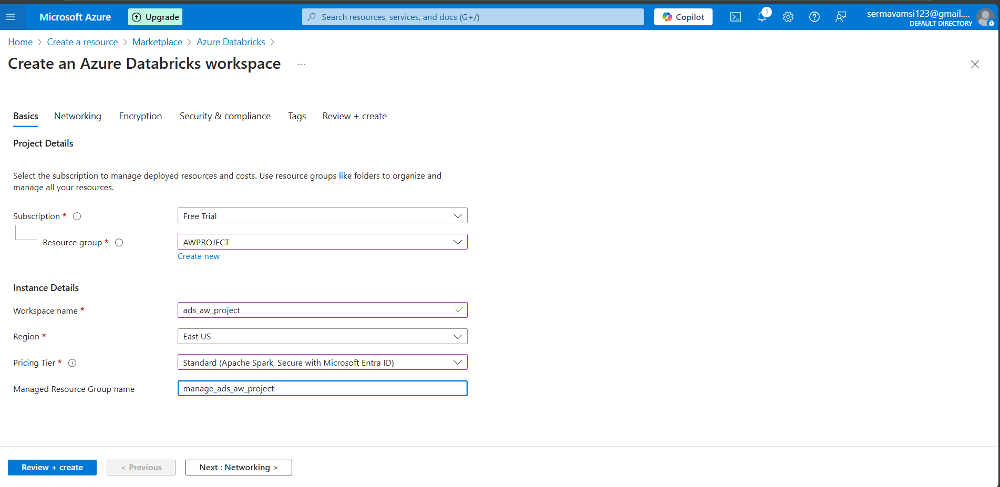 Microsoft Azure
Upgrade
Search resources, services, and docs (G+/)
Copilot
1
sermavamsi123@gmail....
DEFAULT DIRECTORY
Home > Create a resource > Marketplace > Azure Databricks >
Create an Azure Databricks workspace ...
Basics Networking Encryption Security & compliance Tags Review + create
Project Details
Select the subscription to manage deployed resources and costs. Use resource groups like folders to organize and
manage all your resources.
Subscription * Free Trial
Resource group * AWPROJECT
Create new
Instance Details
Workspace name * ads_aw_project
Region * East US
Pricing Tier * Standard (Apache Spark, Secure with Microsoft Entra ID)
Managed Resource Group name manage_ads_aw_project
Review + create < Previous Next : Networking >